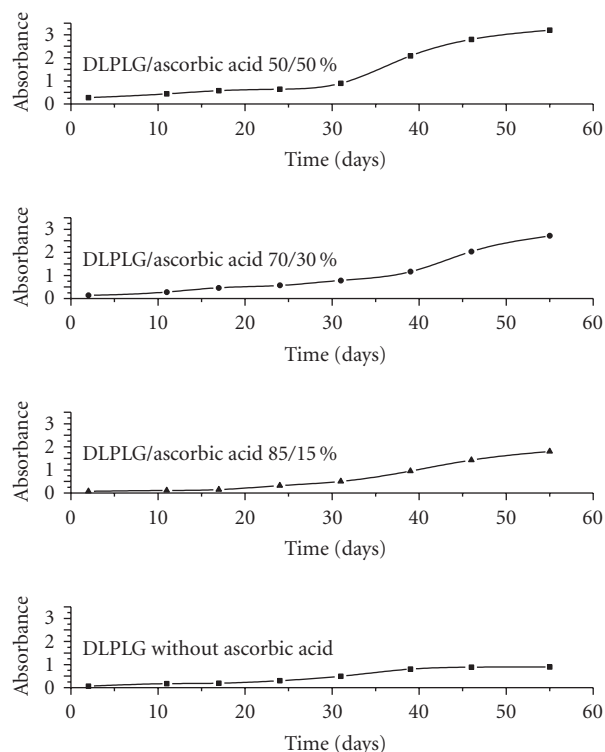 Absorbance
3
2
1
0
DLPLG/ascorbic acid 50/50 %
0 10 20 30 40 50 60
Time (days)
Absorbance
3
2
1
0
DLPLG/ascorbic acid 70/30 %
0 10 20 30 40 50 60
Time (days)
Absorbance
3
2
1
0
DLPLG/ascorbic acid 85/15 %
0 10 20 30 40 50 60
Time (days)
Absorbance
3
2
1
0
DLPLG without ascorbic acid
0 10 20 30 40 50 60
Time (days)